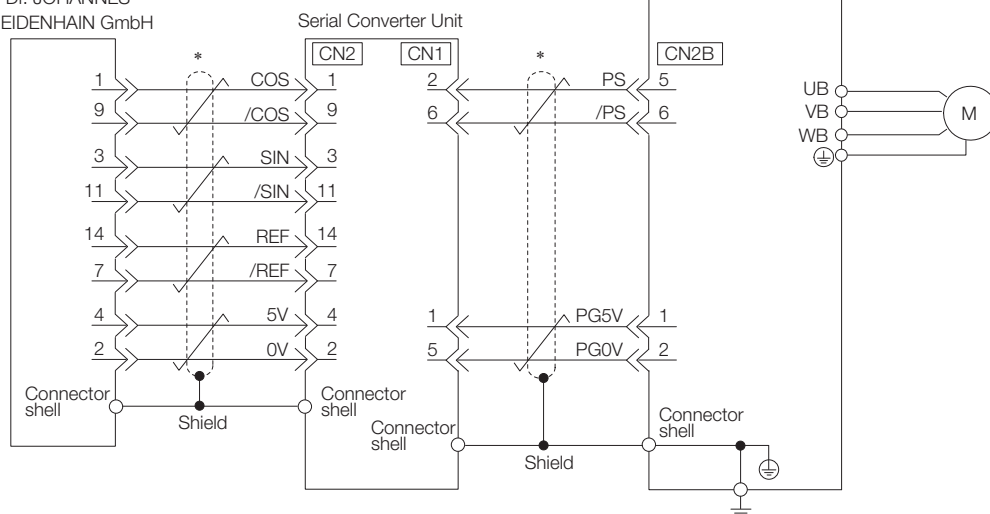 EIDENHAIN GmbH
Serial Converter Unit
CN2 CN1 CN2B
* *
1 COS 1 2 PS 5
9 /COS 9 6 /PS 6
3 SIN 3
11 /SIN 11
14 REF 14
7 /REF 7
4 5V 4 1 PG5V 1
2 0V 2 5 PG0V 2
UB
VB
WB
M
Connector
shell
Shield
Connector
shell
Connector
shell
Shield
Connector
shell